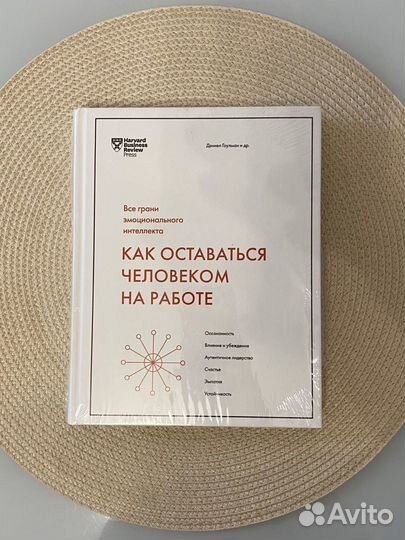 Harvard
Business
Review
Press
Дэниел Гоулман и др.
Все грани
эмоционального
интеллекта
КАК ОСТАВАТЬСЯ
ЧЕЛОВЕКОМ
НА РАБОТЕ
Осознанность
Влияние и убеждение
Аутентичное лидерство
Счастье
Эмпатия
Устойчивость
Avito